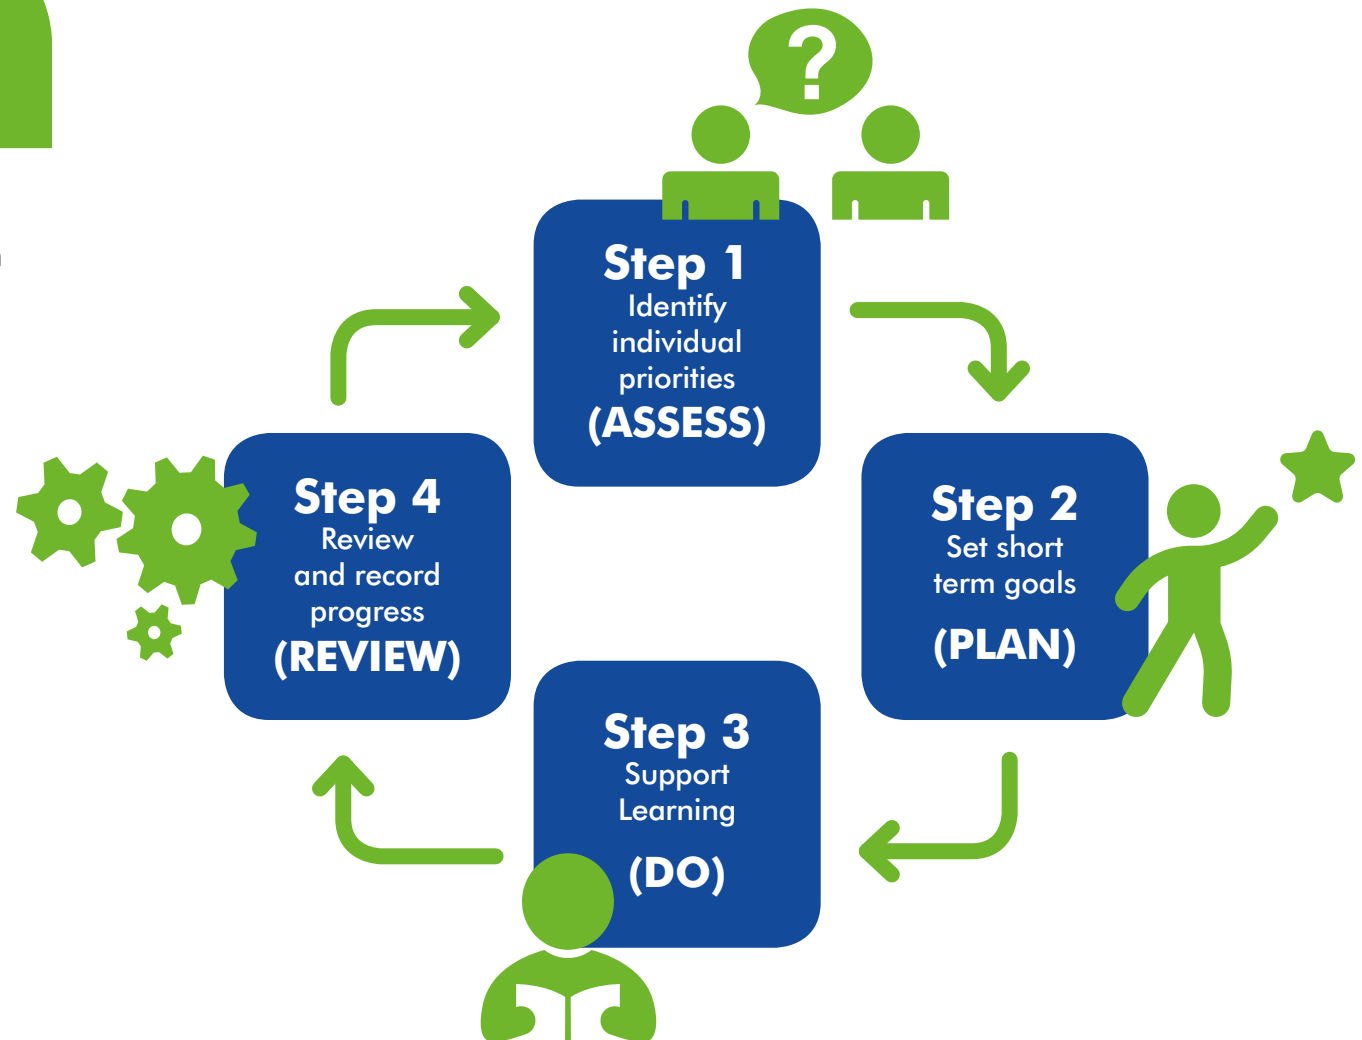 ?
Step 1
Identify
individual
priorities
(ASSESS)
Step 2
Set short
term goals
(PLAN)
Step 3
Support
Learning
(DO)
Step 4
Review
and record
progress
(REVIEW)